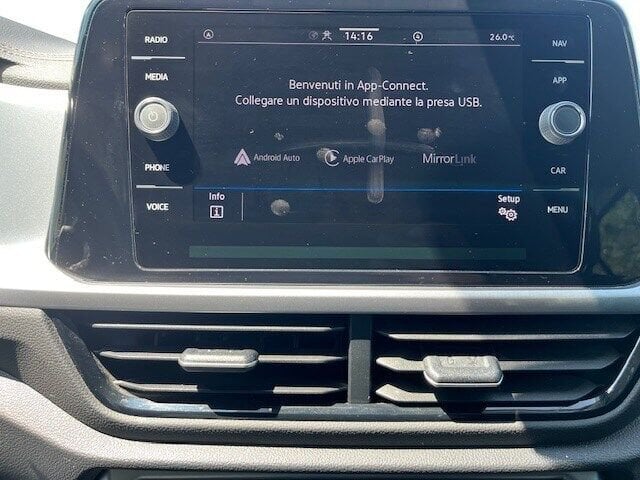 RADIO
MEDIA
PHONE
VOICE
14:16
26.0°C
Benvenuti in App-Connect.
Collegare un dispositivo mediante la presa USB.
Android Auto
Apple CarPlay
MirrorLink
Info
Setup
NAV
APP
CAR
MENU